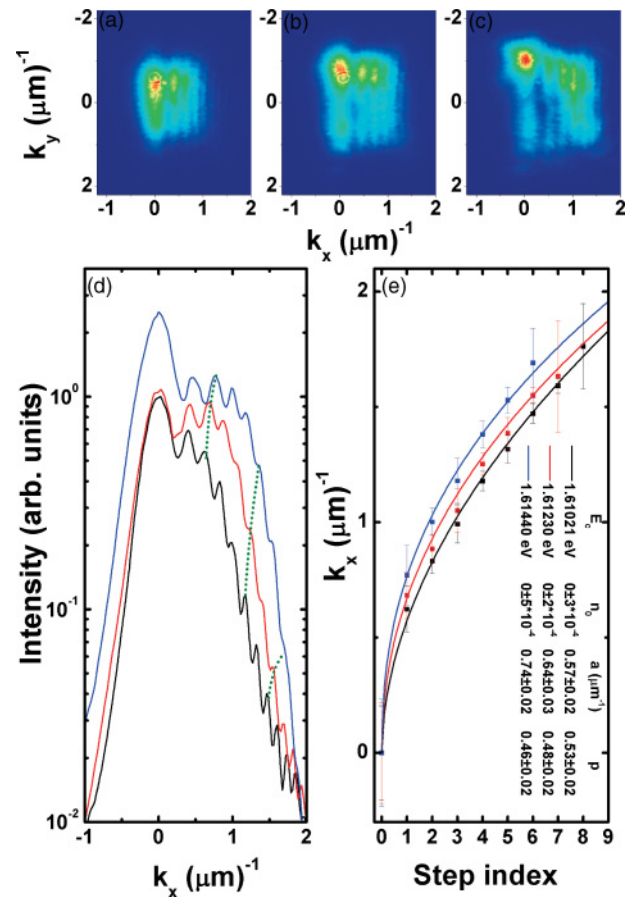 (a)
(b)
(c)
-2
0
2
k_y (μm)^-1
-1 0 1 2
-1 0 1 2
-1 0 1 2
k_x (μm)^-1
(d)
10^0
10^-1
10^-2
Intensity (arb. units)
-1 0 1 2
k_x (μm)^-1
(e)
2
1
0
k_x (μm)^-1
E_c n_0 a (μm^-1) p
1.61021 eV 0±3*10^-4 0.57±0.02 0.53±0.02
1.61230 eV 0±2*10^-4 0.64±0.03 0.48±0.02
1.61440 eV 0±5*10^-4 0.74±0.02 0.46±0.02
0 1 2 3 4 5 6 7 8 9
Step index